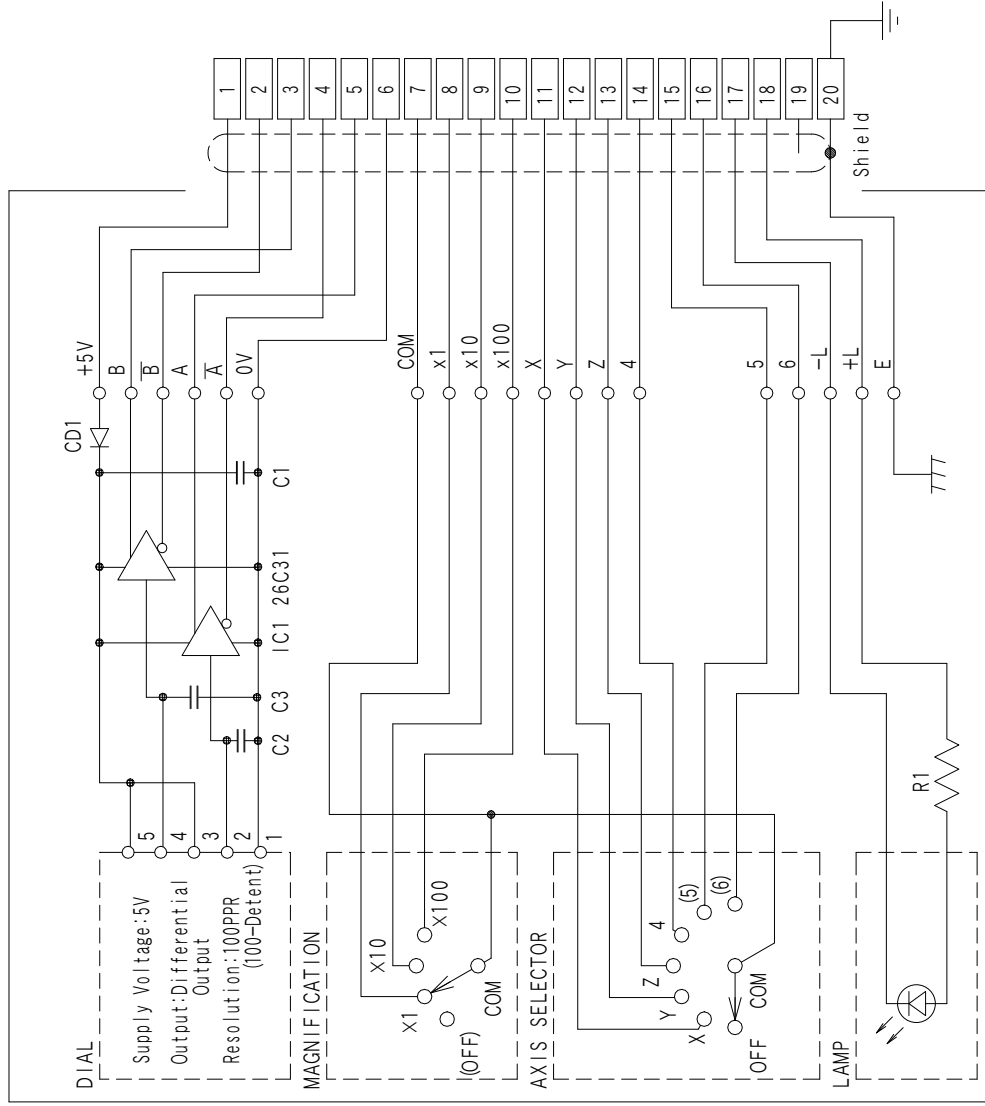 DIAL
Supply Voltage:5V
Output:Differential
Output
Resolution:100PPR
(100-Detent)
5
4
3
2
1
C2
C3
IC1 26C31
C1
CD1
+5V
B
B̅
A
A̅
0V
MAGNIFICATION
(OFF)
X1
X10
X100
COM
AXIS SELECTOR
OFF
X
Y
Z
4
(5)
(6)
COM
LAMP
R1
COM
x1
x10
x100
X
Y
Z
4
5
6
-L
+L
E
1
2
3
4
5
6
7
8
9
10
11
12
13
14
15
16
17
18
19
20
Shield